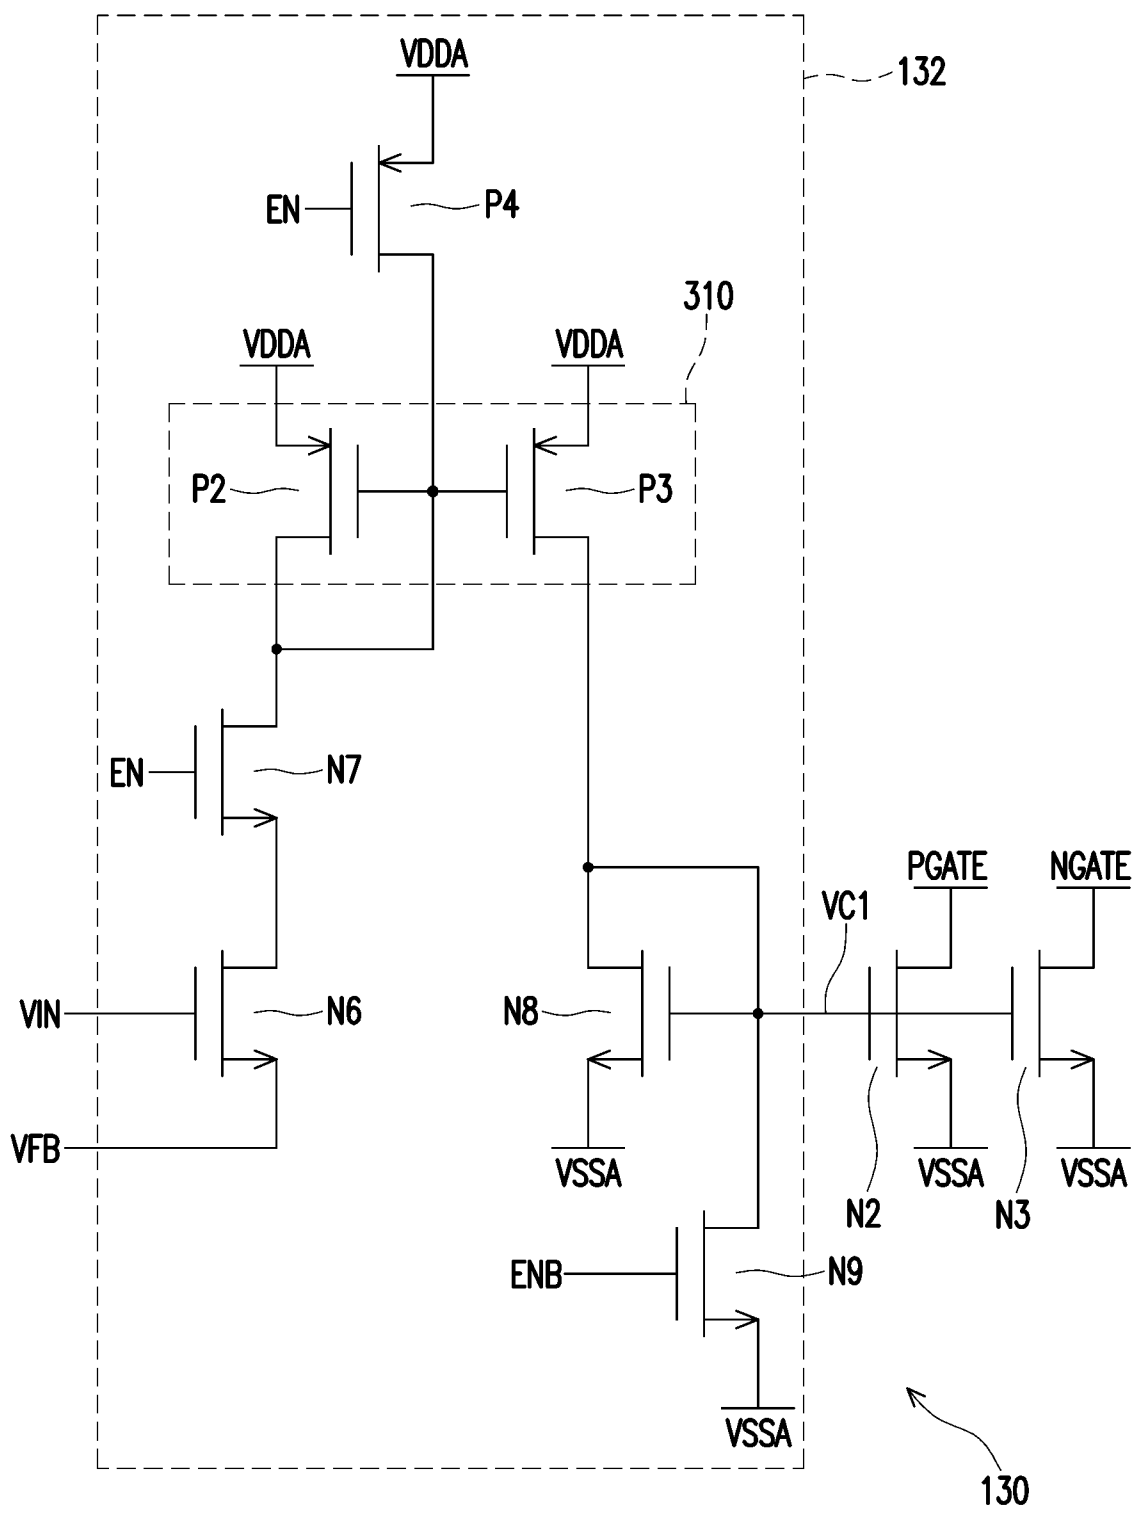 VDDA
132
EN
P4
310
VDDA
VDDA
P2
P3
EN
N7
PGATE
NGATE
VC1
VIN
N6
N8
VFB
VSSA
VSSA
VSSA
N2
N3
ENB
N9
VSSA
130